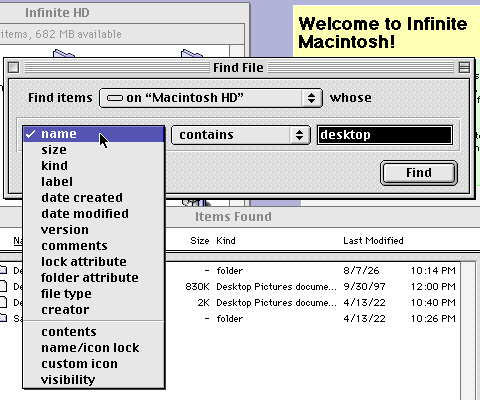 Infinite HD
items, 682 MB available
Welcome to Infinite
Macintosh!
Find File
Find items on “Macintosh HD” whose
name
contains
desktop
size
kind
label
date created
date modified
version
comments
lock attribute
folder attribute
file type
creator
contents
name/icon lock
custom icon
visibility
Find
Items Found
Size Kind Last Modified
De – folder 8/7/26 10:14 PM
De 830K Desktop Pictures docume... 9/30/97 12:00 PM
De 2K Desktop Pictures docume... 4/13/22 10:40 PM
Sa – folder 4/13/22 10:26 PM